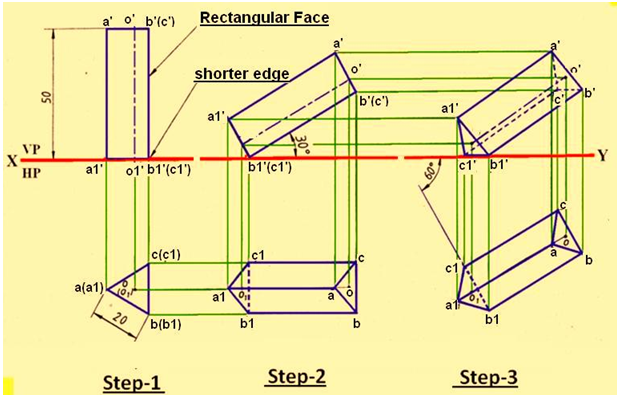 a' o' b'(c')
Rectangular Face
shorter edge
50
VP
X
HP
a1' o1' b1'(c1')
c(c1)
a(a1)
o
(o1)
20
b(b1)
Step-1
a'
o'
b'(c')
a1'
30°
b1'(c1')
c1 c
a1 o1 a o
b1 b
Step-2
a'
o'
b'
c'
a1'
Y
c1' b1'
60°
c
o
a
b
c1
a1
b1
Step-3